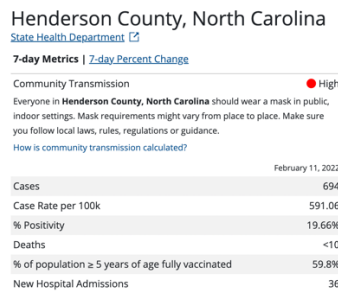 Henderson County, North Carolina
State Health Department
7-day Metrics | 7-day Percent Change
Community Transmission High
Everyone in Henderson County, North Carolina should wear a mask in public,
indoor settings. Mask requirements might vary from place to place. Make sure
you follow local laws, rules, regulations or guidance.
How is community transmission calculated?
February 11, 2022
Cases 694
Case Rate per 100k 591.06
% Positivity 19.66%
Deaths <10
% of population ≥ 5 years of age fully vaccinated 59.8%
New Hospital Admissions 36